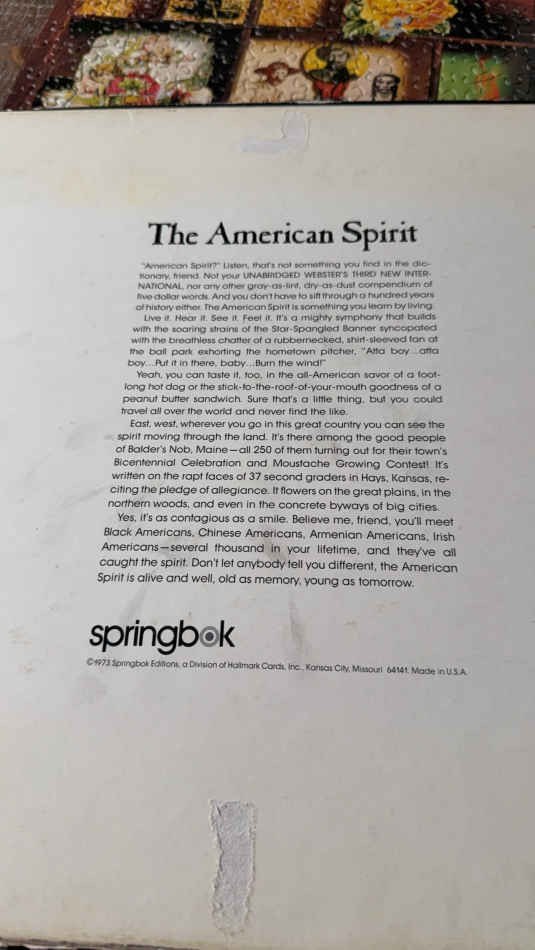 The American Spirit
"American Spirit?" Listen, that's not something you find in the dic-
tionary, friend. Not your UNABRIDGED WEBSTER'S THIRD NEW INTER-
NATIONAL, nor any other gray-as-lint, dry-as-dust compendium of
five dollar words. And you don't have to sift through a hundred years
of history either. The American Spirit is something you learn by living.
Live it. Hear it. See it. Feel it. It's a mighty symphony that builds
with the soaring strains of the Star-Spangled Banner syncopated
with the breathless chatter of a rubbernecked, shirt-sleeved fan at
the ball park exhorting the hometown pitcher, "Atta boy...atta
boy...Put it in there, baby...Burn the wind!"
Yeah, you can taste it, too, in the all-American savor of a foot-
long hot dog or the stick-to-the-roof-of-your-mouth goodness of a
peanut butter sandwich. Sure that's a little thing, but you could
travel all over the world and never find the like.
East, west, wherever you go in this great country you can see the
spirit moving through the land. It's there among the good people
of Balder's Nob, Maine—all 250 of them turning out for their town's
Bicentennial Celebration and Moustache Growing Contest! It's
written on the rapt faces of 37 second graders in Hays, Kansas, re-
citing the pledge of allegiance. It flowers on the great plains, in the
northern woods, and even in the concrete byways of big cities.
Yes, it's as contagious as a smile. Believe me, friend, you'll meet
Black Americans, Chinese Americans, Armenian Americans, Irish
Americans—several thousand in your lifetime, and they've all
caught the spirit. Don't let anybody tell you different, the American
Spirit is alive and well, old as memory, young as tomorrow.
springbok
©1973 Springbok Editions, a Division of Hallmark Cards, Inc., Kansas City, Missouri 64141. Made in U.S.A.